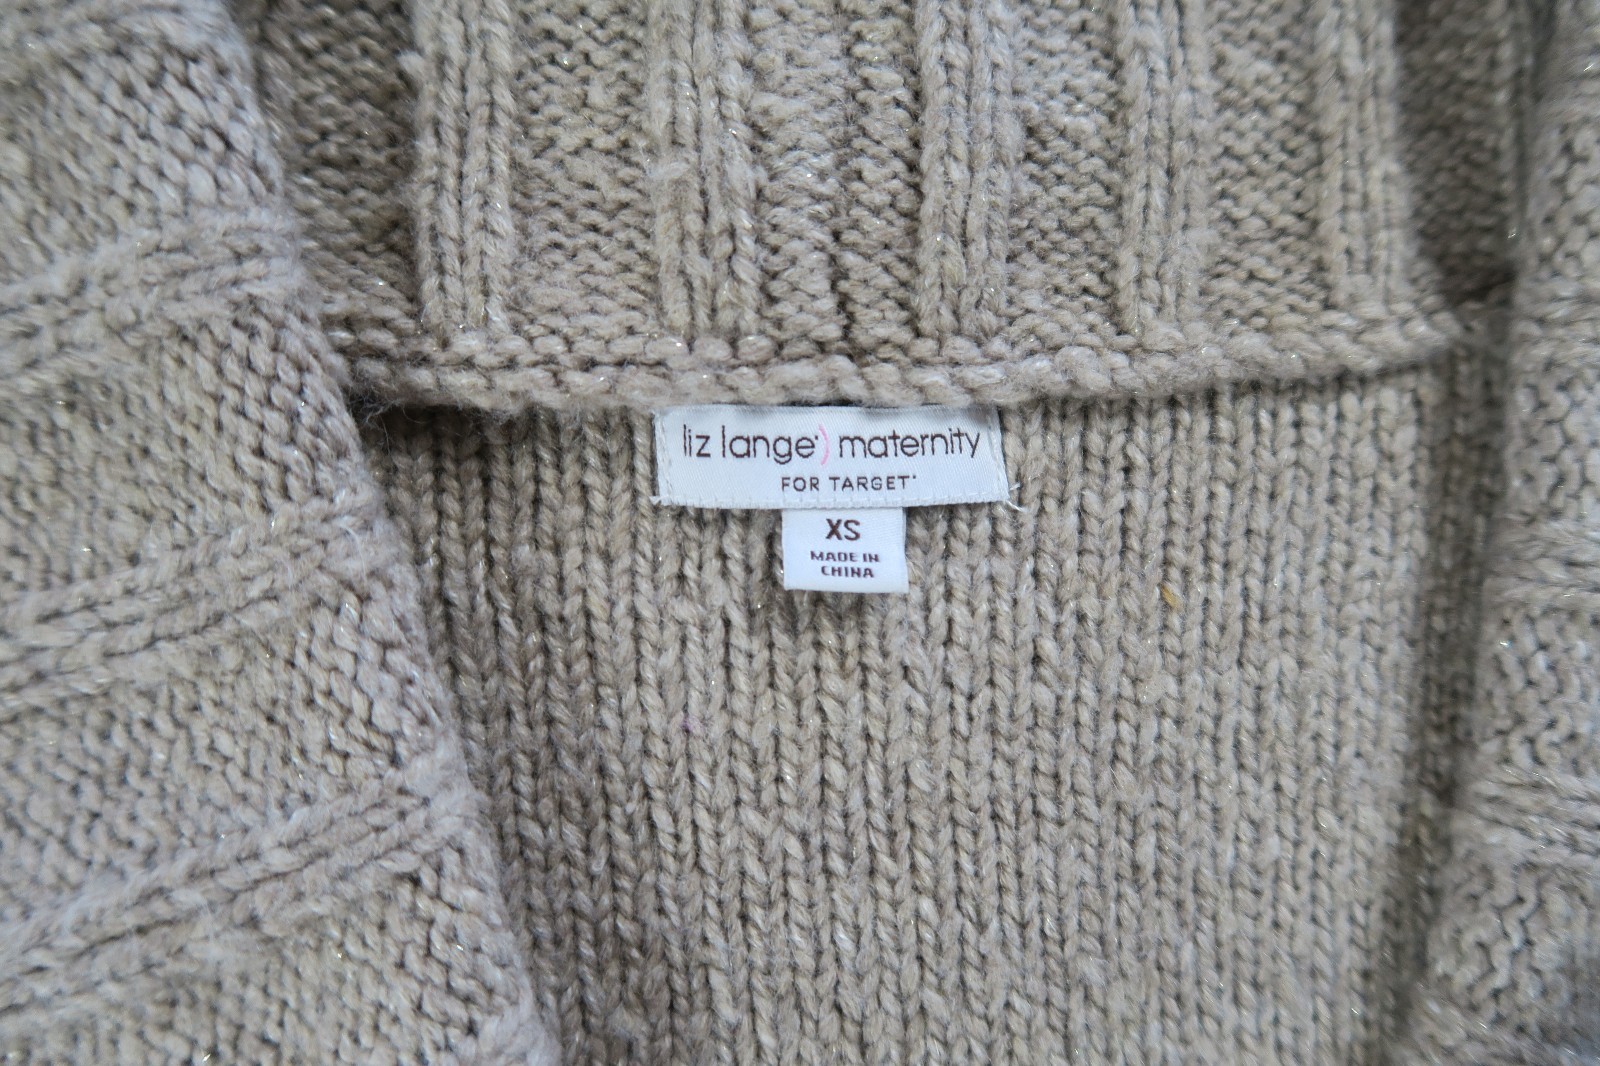 liz lange) maternity
FOR TARGET
XS
MADE IN
CHINA